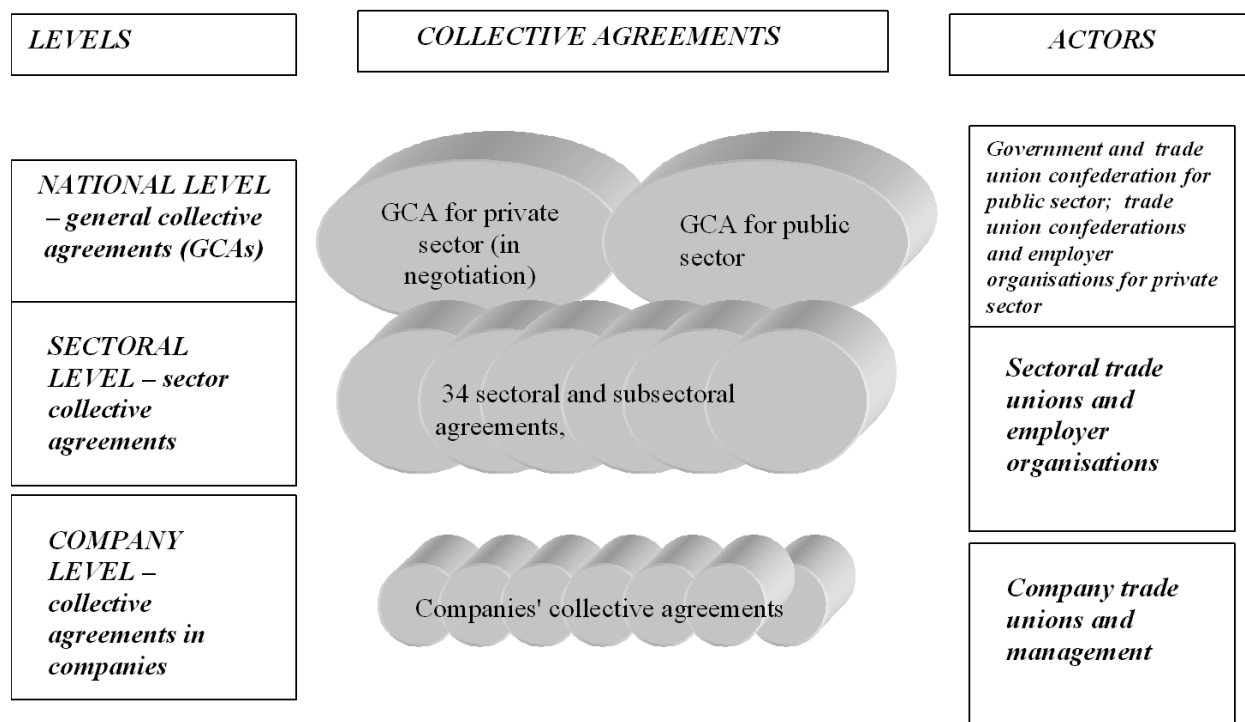 LEVELS
COLLECTIVE AGREEMENTS
ACTORS
NATIONAL LEVEL
– general collective
agreements (GCAs)
GCA for private
sector (in
negotiation)
GCA for public
sector
Government and trade
union confederation for
public sector; trade
union confederations
and employer
organisations for private
sector
SECTORAL
LEVEL – sector
collective
agreements
34 sectoral and subsectoral
agreements,
Sectoral trade
unions and
employer
organisations
COMPANY
LEVEL –
collective
agreements in
companies
Companies' collective agreements
Company trade
unions and
management